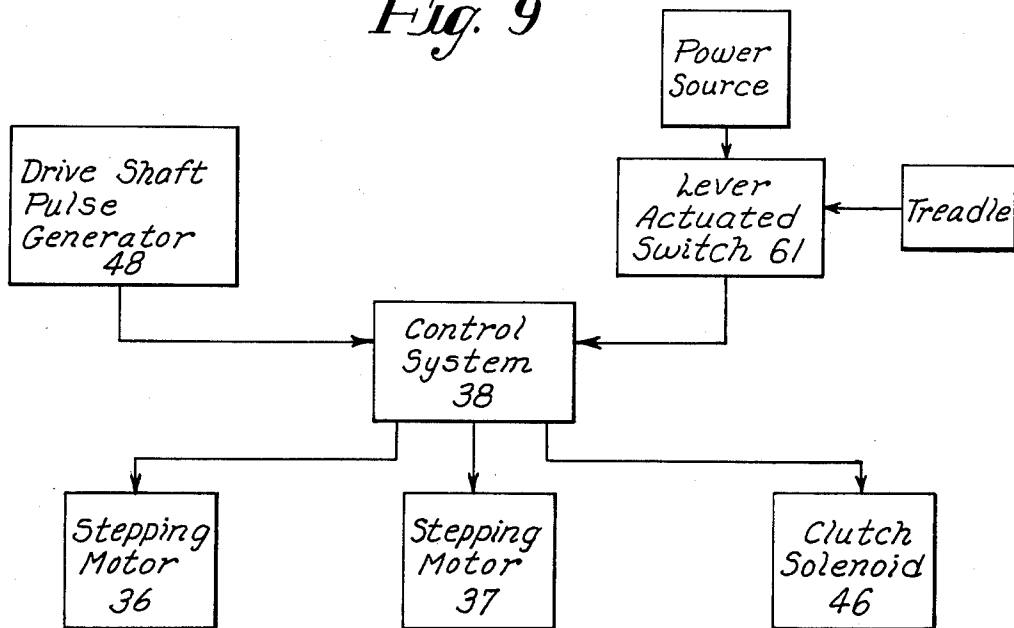 Fig. 9
Power
Source
Drive Shaft
Pulse
Generator
48
Lever
Actuated
Switch 61
Treadle
Control
System
38
Stepping
Motor
36
Stepping
Motor
37
Clutch
Solenoid
46